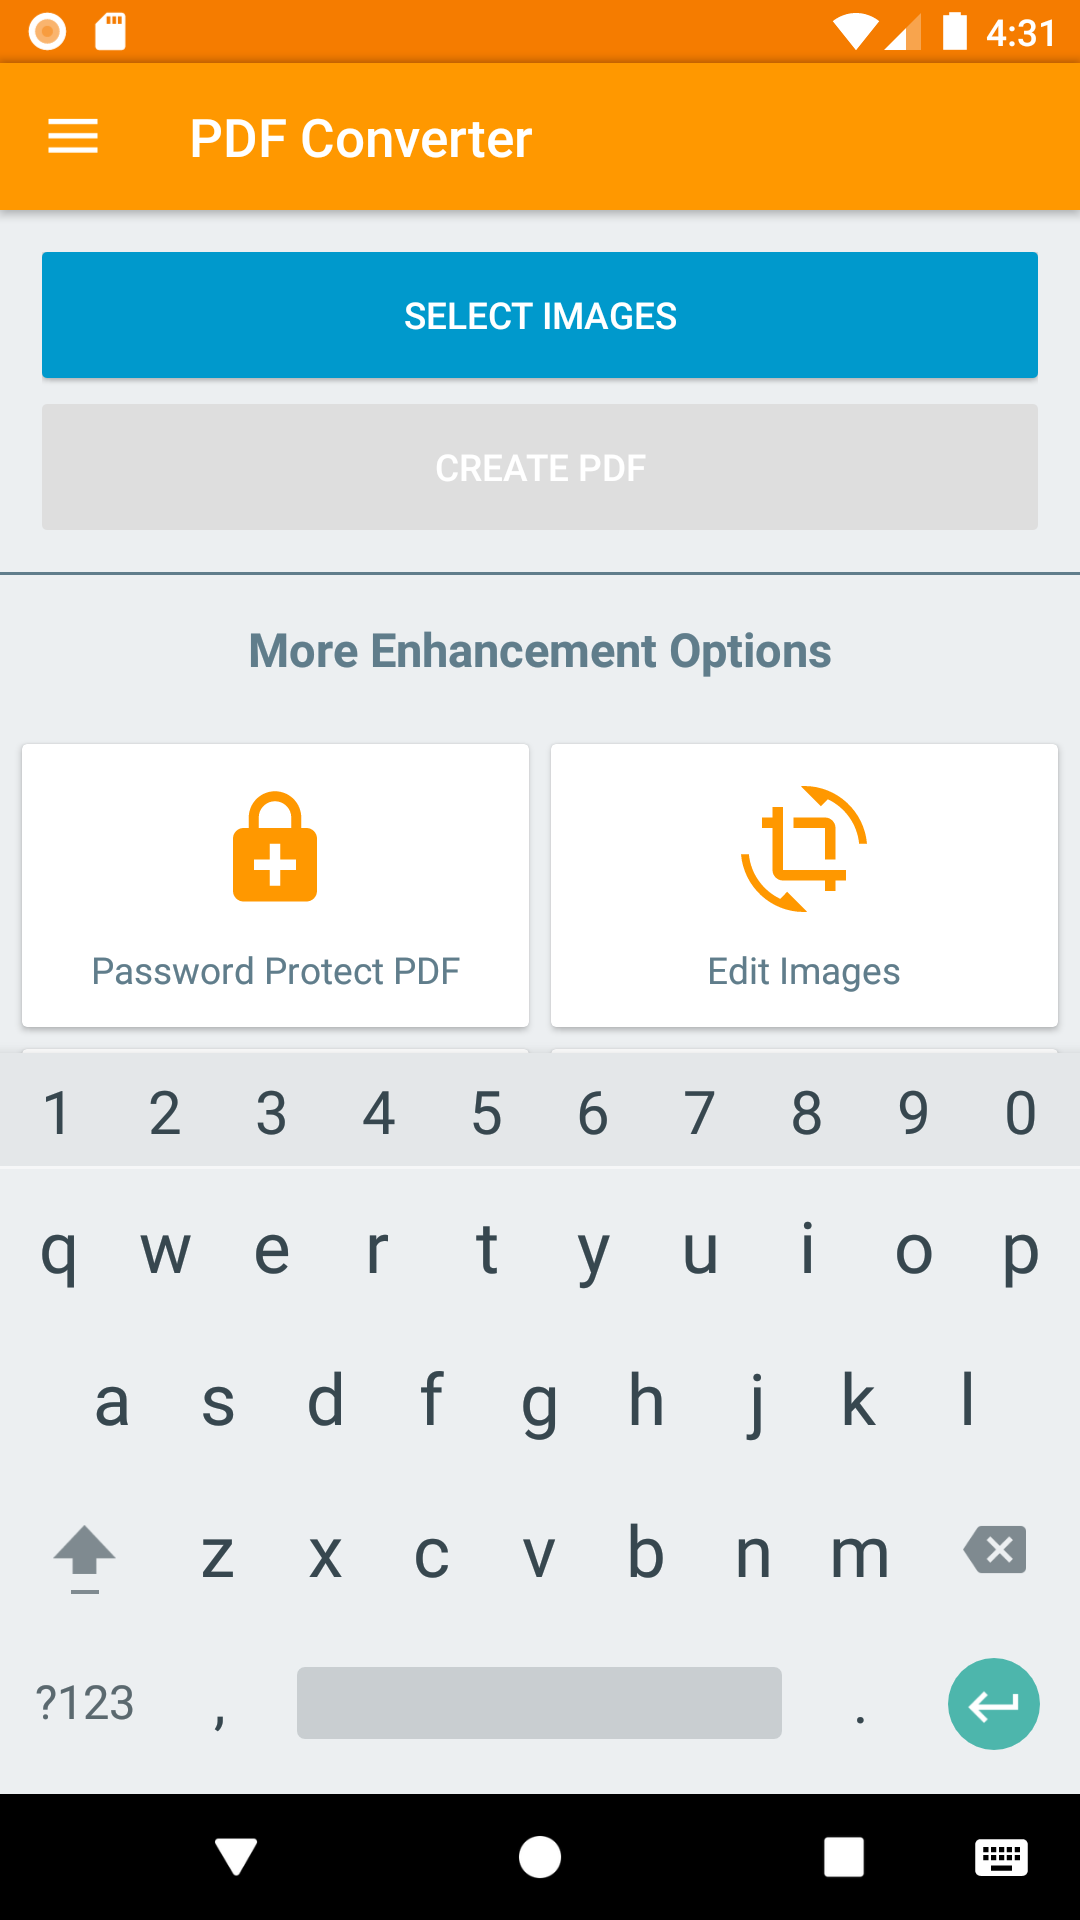 4:31
PDF Converter
SELECT IMAGES
CREATE PDF
More Enhancement Options
Password Protect PDF
Edit Images
1 2 3 4 5 6 7 8 9 0
q w e r t y u i o p
a s d f g h j k l
z x c v b n m
?123 , .